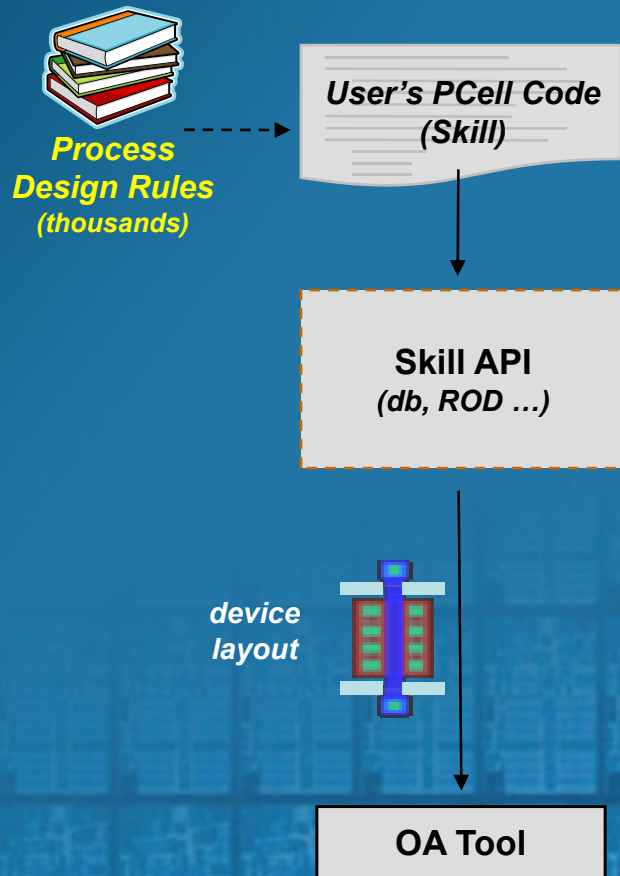 User’s PCell Code
(Skill)
Process
Design Rules
(thousands)
Skill API
(db, ROD ...)
device
layout
OA Tool